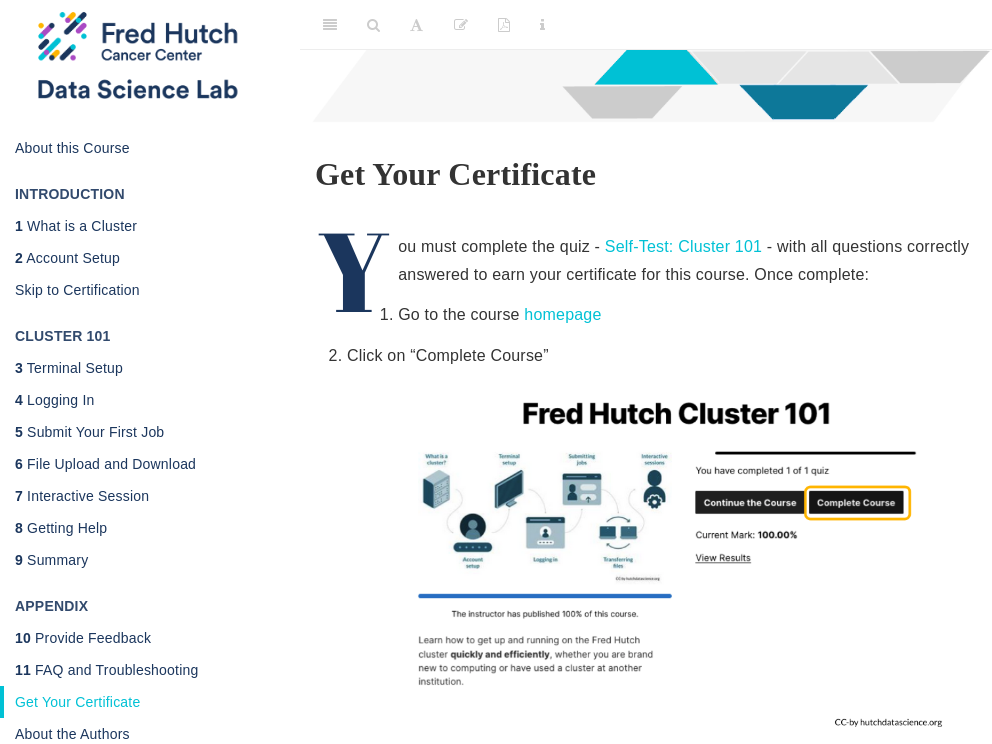 Fred Hutch
Cancer Center
Data Science Lab
About this Course
INTRODUCTION
1 What is a Cluster
2 Account Setup
Skip to Certification
CLUSTER 101
3 Terminal Setup
4 Logging In
5 Submit Your First Job
6 File Upload and Download
7 Interactive Session
8 Getting Help
9 Summary
APPENDIX
10 Provide Feedback
11 FAQ and Troubleshooting
Get Your Certificate
About the Authors
Get Your Certificate
You must complete the quiz - Self-Test: Cluster 101 - with all questions correctly
answered to earn your certificate for this course. Once complete:
1. Go to the course homepage
2. Click on “Complete Course”
Fred Hutch Cluster 101
What is a
cluster?
Terminal
setup
Submitting
jobs
Interactive
sessions
Account
setup
Logging in
Transferring
files
CC-by hutchdatascience.org
The instructor has published 100% of this course.
Learn how to get up and running on the Fred Hutch
cluster quickly and efficiently, whether you are brand
new to computing or have used a cluster at another
institution.
You have completed 1 of 1 quiz
Continue the Course
Complete Course
Current Mark: 100.00%
View Results
CC-by hutchdatascience.org